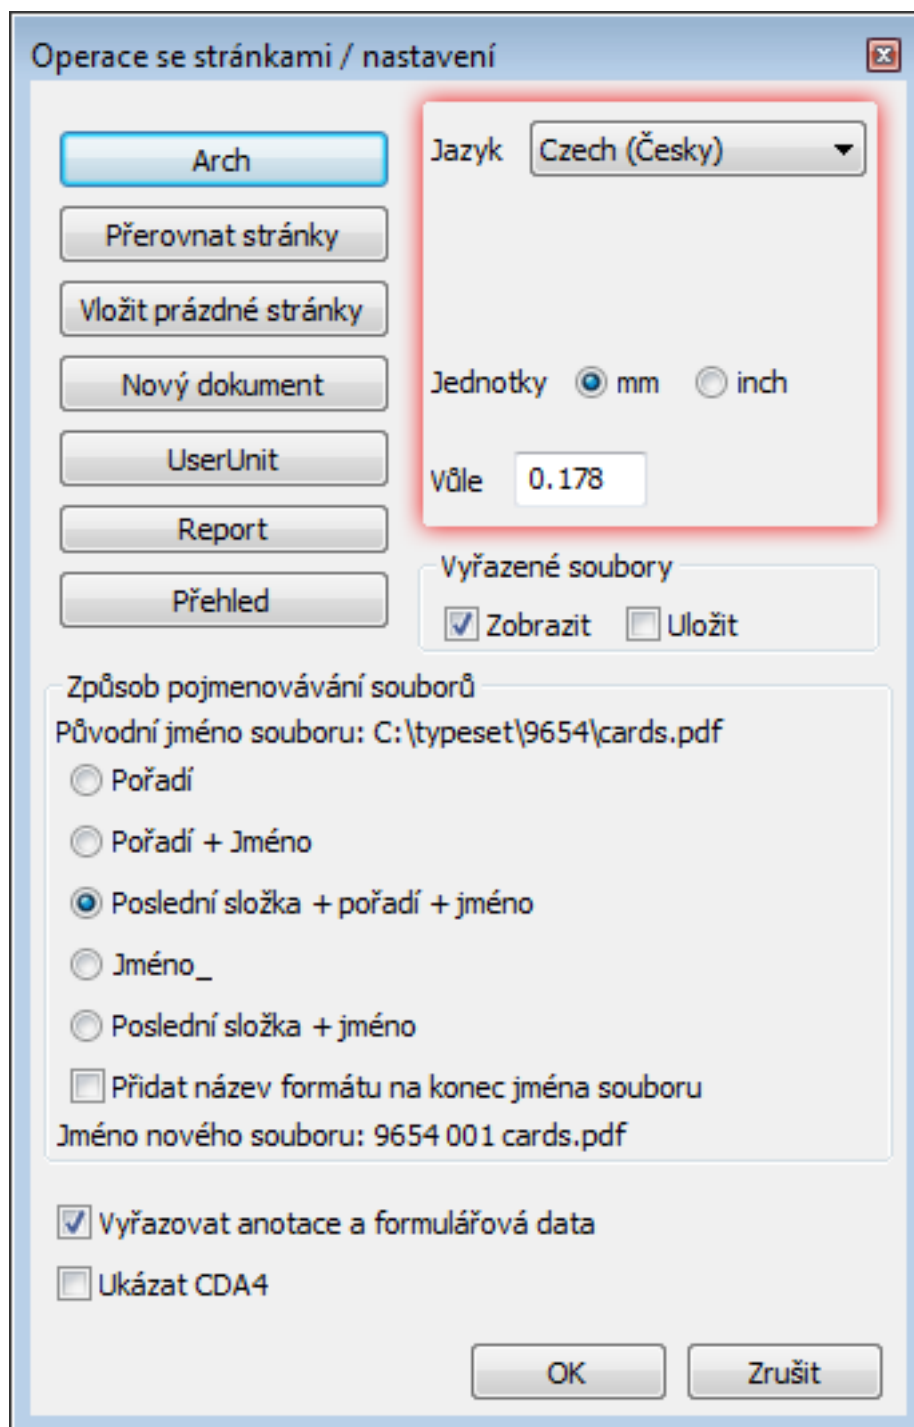 Operace se stránkami / nastavení
Arch
Přerovnat stránky
Vložit prázdné stránky
Nový dokument
UserUnit
Report
Přehled
Jazyk Czech (Česky)
Jednotky mm inch
Vůle 0.178
Vyřazené soubory
Zobrazit Uložit
Způsob pojmenovávání souborů
Původní jméno souboru: C:\typeset\9654\cards.pdf
Pořadí
Pořadí + Jméno
Poslední složka + pořadí + jméno
Jméno_
Poslední složka + jméno
Přidat název formátu na konec jména souboru
Jméno nového souboru: 9654 001 cards.pdf
Vyřazovat anotace a formulářová data
Ukázat CDA4
OK Zrušit